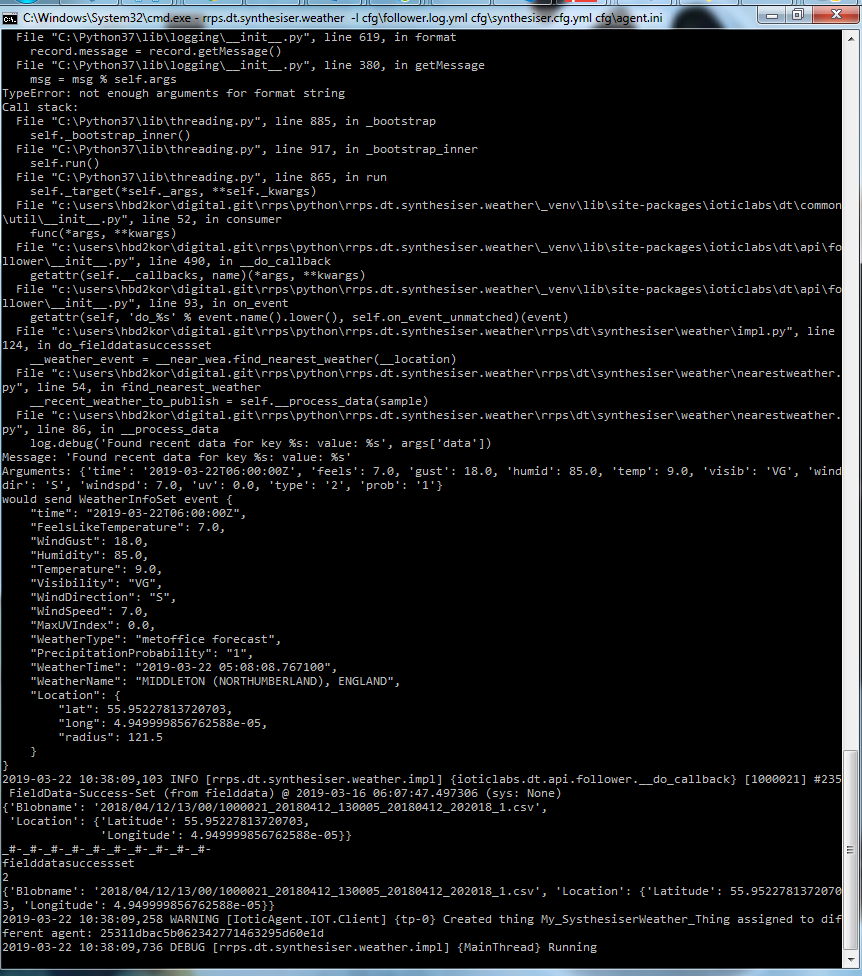 C:\Windows\System32\cmd.exe - rrps.dt.synthesiser.weather -l cfg\follower.log.yml cfg\synthesiser.cfg.yml cfg\agent.ini
  File "C:\Python37\lib\logging\__init__.py", line 619, in format
    record.message = record.getMessage()
  File "C:\Python37\lib\logging\__init__.py", line 380, in getMessage
    msg = msg % self.args
TypeError: not enough arguments for format string
Call stack:
  File "C:\Python37\lib\threading.py", line 885, in _bootstrap
    self._bootstrap_inner()
  File "C:\Python37\lib\threading.py", line 917, in _bootstrap_inner
    self.run()
  File "C:\Python37\lib\threading.py", line 865, in run
    self._target(*self._args, **self._kwargs)
  File "c:\users\hbd2kor\digital.git\rrps\python\rrps.dt.synthesiser.weather\_venv\lib\site-packages\ioticlabs\dt\common
\util\__init__.py", line 52, in consumer
    func(*args, **kwargs)
  File "c:\users\hbd2kor\digital.git\rrps\python\rrps.dt.synthesiser.weather\_venv\lib\site-packages\ioticlabs\dt\api\fo
llower\__init__.py", line 490, in __do_callback
    getattr(self.__callbacks, name)(*args, **kwargs)
  File "c:\users\hbd2kor\digital.git\rrps\python\rrps.dt.synthesiser.weather\_venv\lib\site-packages\ioticlabs\dt\api\fo
llower\__init__.py", line 93, in on_event
    getattr(self, 'do_%s' % event.name().lower(), self.on_event_unmatched)(event)
  File "c:\users\hbd2kor\digital.git\rrps\python\rrps.dt.synthesiser.weather\rrps\dt\synthesiser\weather\impl.py", line
124, in do_fielddatasuccessset
    __weather_event = __near_wea.find_nearest_weather(__location)
  File "c:\users\hbd2kor\digital.git\rrps\python\rrps.dt.synthesiser.weather\rrps\dt\synthesiser\weather\nearestweather.
py", line 54, in find_nearest_weather
    __recent_weather_to_publish = self.__process_data(sample)
  File "c:\users\hbd2kor\digital.git\rrps\python\rrps.dt.synthesiser.weather\rrps\dt\synthesiser\weather\nearestweather.
py", line 86, in __process_data
    log.debug('Found recent data for key %s: value: %s', args['data'])
Message: 'Found recent data for key %s: value: %s'
Arguments: {'time': '2019-03-22T06:00:00Z', 'feels': 7.0, 'gust': 18.0, 'humid': 85.0, 'temp': 9.0, 'visib': 'VG', 'wind
dir': 'S', 'windspd': 7.0, 'uv': 0.0, 'type': '2', 'prob': '1'}
would send WeatherInfoSet event {
    "time": "2019-03-22T06:00:00Z",
    "FeelsLikeTemperature": 7.0,
    "WindGust": 18.0,
    "Humidity": 85.0,
    "Temperature": 9.0,
    "Visibility": "VG",
    "WindDirection": "S",
    "WindSpeed": 7.0,
    "MaxUVIndex": 0.0,
    "WeatherType": "metoffice forecast",
    "PrecipitationProbability": "1",
    "WeatherTime": "2019-03-22 05:08:08.767100",
    "WeatherName": "MIDDLETON (NORTHUMBERLAND), ENGLAND",
    "Location": {
        "lat": 55.95227813720703,
        "long": 4.949999856762588e-05,
        "radius": 121.5
    }
}
2019-03-22 10:38:09,103 INFO [rrps.dt.synthesiser.weather.impl] {ioticlabs.dt.api.follower.__do_callback} [1000021] #235
 FieldData-Success-Set (from fielddata) @ 2019-03-16 06:07:47.497306 (sys: None)
{'Blobname': '2018/04/12/13/00/1000021_20180412_130005_20180412_202018_1.csv',
 'Location': {'Latitude': 55.95227813720703,
              'Longitude': 4.949999856762588e-05}}
_#-_#-_#-_#-_#-_#-_#-_#-_#-_#-
fielddatasuccessset
2
{'Blobname': '2018/04/12/13/00/1000021_20180412_130005_20180412_202018_1.csv', 'Location': {'Latitude': 55.9522781372070
3, 'Longitude': 4.949999856762588e-05}}
2019-03-22 10:38:09,258 WARNING [IoticAgent.IOT.Client] {tp-0} Created thing My_SysthesiserWeather_Thing assigned to dif
ferent agent: 25311dbac5b062342771463295d60e1d
2019-03-22 10:38:09,736 DEBUG [rrps.dt.synthesiser.weather.impl] {MainThread} Running